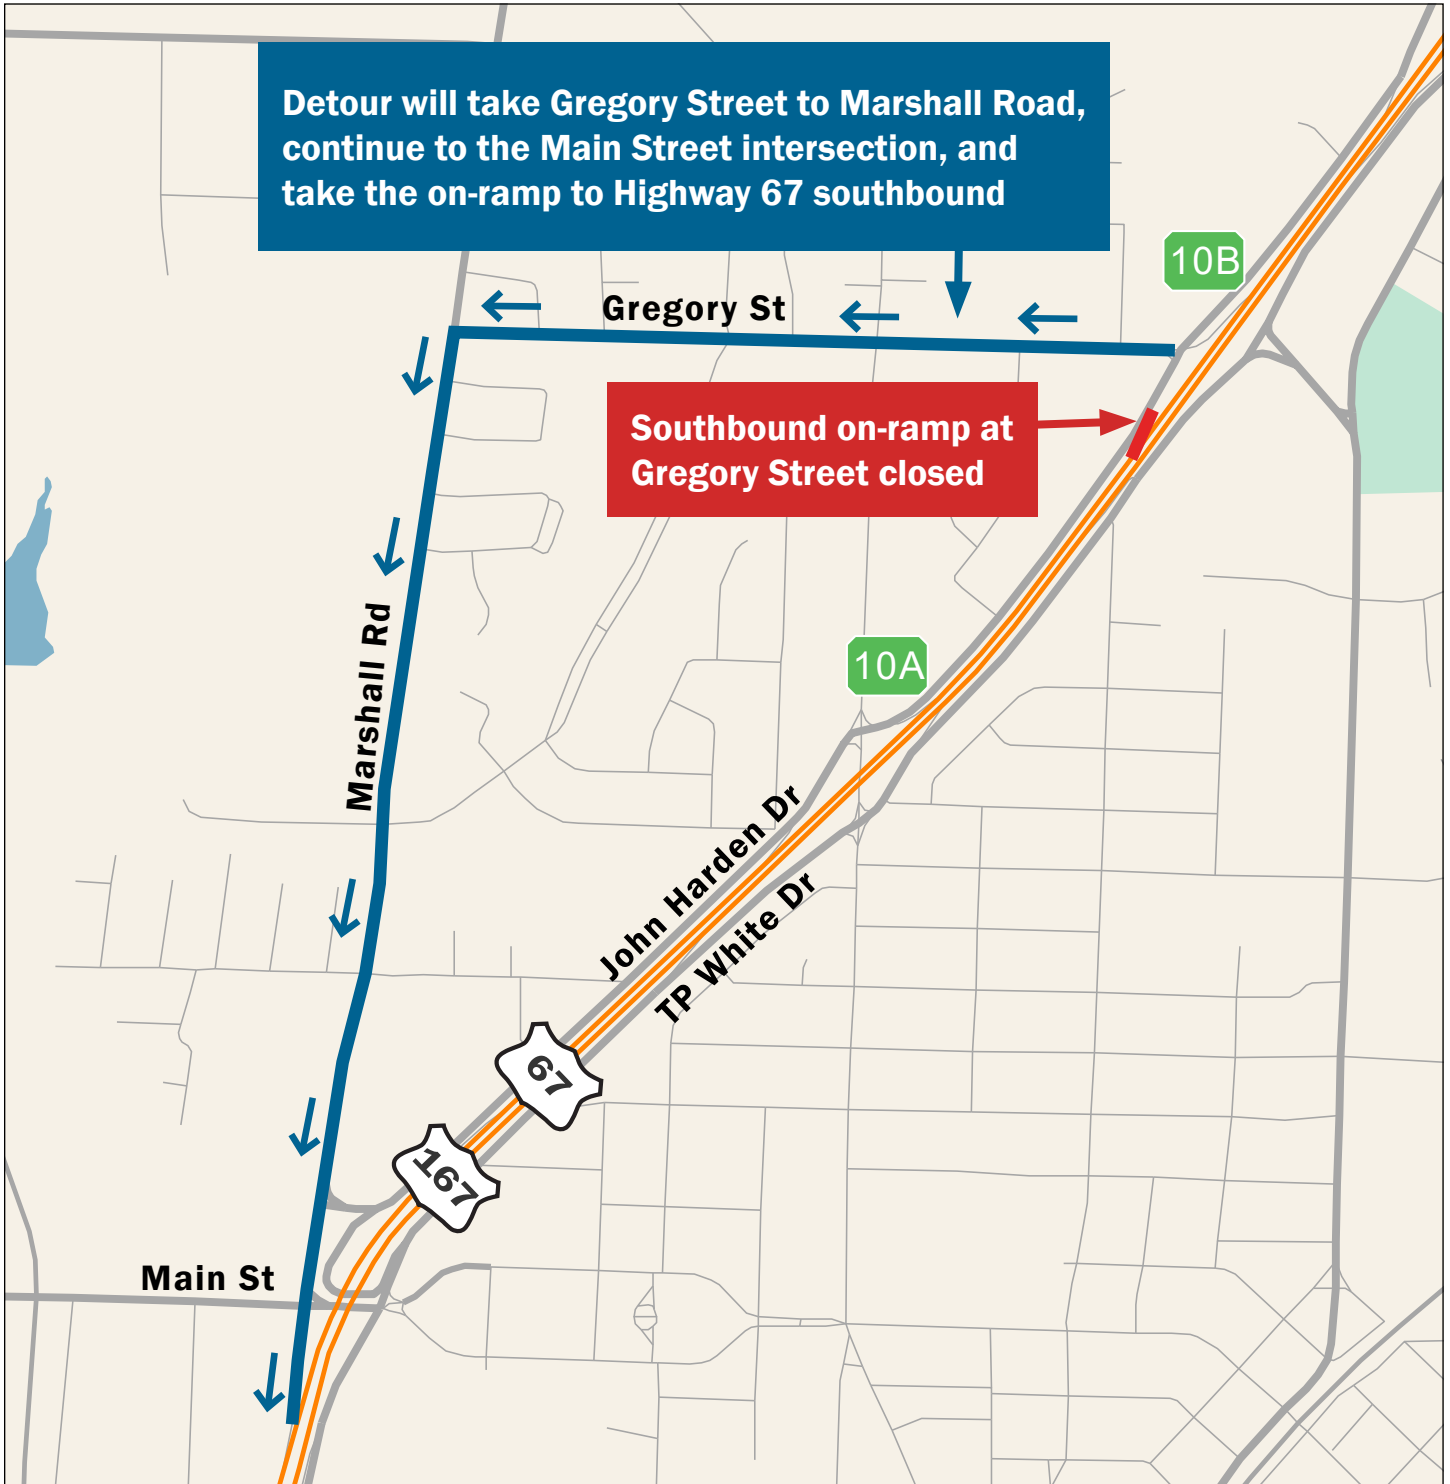 Detour will take Gregory Street to Marshall Road,
continue to the Main Street intersection, and
take the on-ramp to Highway 67 southbound
10B
Gregory St
Southbound on-ramp at
Gregory Street closed
Marshall Rd
10A
John Harden Dr
TP White Dr
67
167
Main St